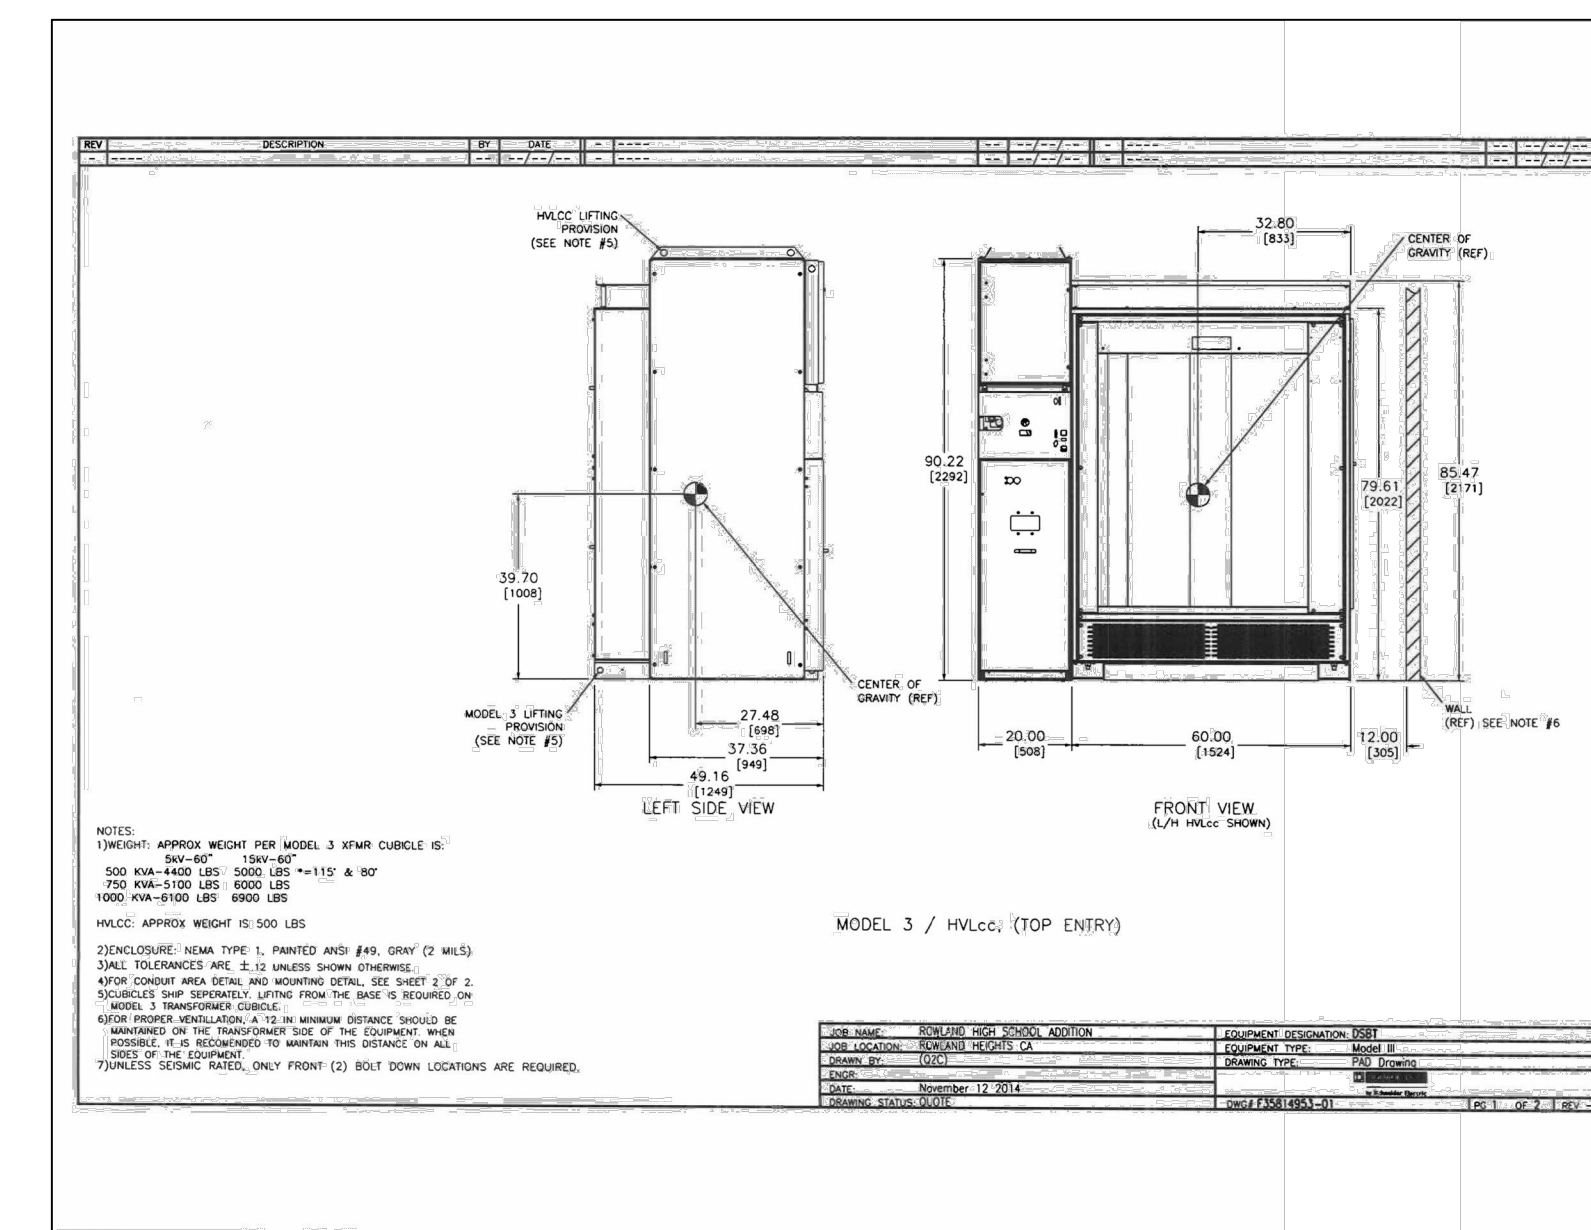 REV DESCRIPTION BY DATE
- ---- -- --/--/-- - ----
HVLCC LIFTING
PROVISION
(SEE NOTE #5)
32.80
[833]
CENTER OF
GRAVITY (REF)
90.22
[2292]
85.47
[2171]
79.61
[2022]
39.70
[1008]
CENTER OF
GRAVITY (REF)
MODEL 3 LIFTING
PROVISION
(SEE NOTE #5)
27.48
[698]
37.36
[949]
49.16
[1249]
LEFT SIDE VIEW
WALL
(REF) SEE NOTE #6
20.00
[508]
60.00
[1524]
12.00
[305]
FRONT VIEW
(L/H HVLcc SHOWN)
NOTES:
1)WEIGHT: APPROX WEIGHT PER MODEL 3 XFMR CUBICLE IS:
5kV-60" 15kV-60"
500 KVA-4400 LBS 5000 LBS *=115° & 80°
750 KVA-5100 LBS 6000 LBS
1000 KVA-6100 LBS 6900 LBS
HVLCC: APPROX WEIGHT IS 500 LBS
2)ENCLOSURE: NEMA TYPE 1, PAINTED ANSI #49, GRAY (2 MILS)
3)ALL TOLERANCES ARE ±.12 UNLESS SHOWN OTHERWISE.
4)FOR CONDUIT AREA DETAIL AND MOUNTING DETAIL, SEE SHEET 2 OF 2.
5)CUBICLES SHIP SEPERATELY. LIFITNG FROM THE BASE IS REQUIRED ON
MODEL 3 TRANSFORMER CUBICLE.
6)FOR PROPER VENTILLATION, A 12 IN MINIMUM DISTANCE SHOULD BE
MAINTAINED ON THE TRANSFORMER SIDE OF THE EQUIPMENT. WHEN
POSSIBLE, IT IS RECOMENDED TO MAINTAIN THIS DISTANCE ON ALL
SIDES OF THE EQUIPMENT.
7)UNLESS SEISMIC RATED, ONLY FRONT (2) BOLT DOWN LOCATIONS ARE REQUIRED.
MODEL 3 / HVLcc, (TOP ENTRY)
JOB NAME: ROWLAND HIGH SCHOOL ADDITION
JOB LOCATION: ROWLAND HEIGHTS CA
DRAWN BY: (Q2C)
ENGR:
DATE: November 12 2014
DRAWING STATUS: QUOTE
EQUIPMENT DESIGNATION: DSBT
EQUIPMENT TYPE: Model III
DRAWING TYPE: PAD Drawing
by Schneider Electric
DWG# F35814953-01 PG 1 OF 2 REV -